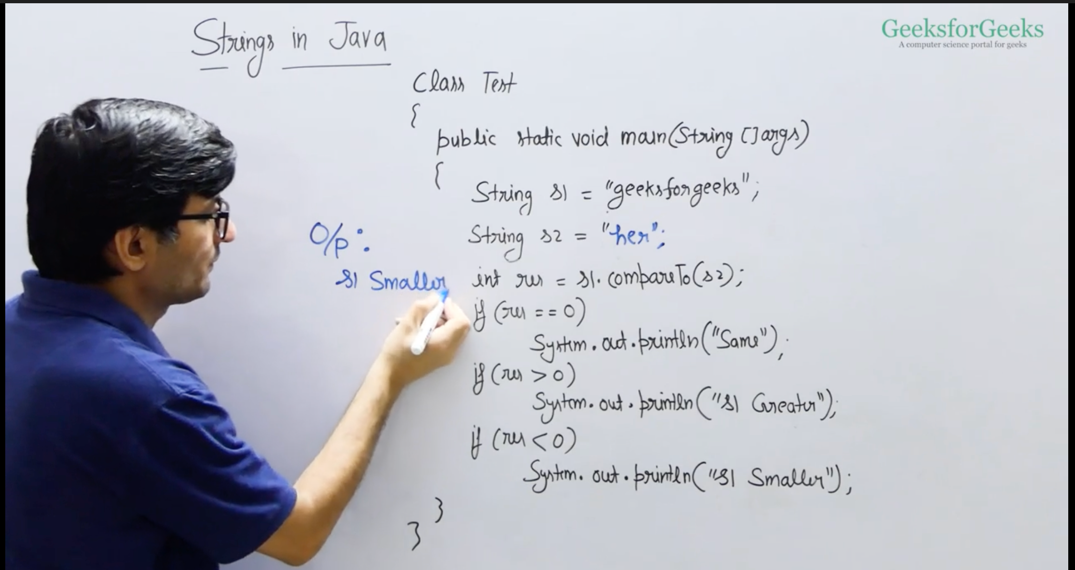 Strings in Java
GeeksforGeeks
A computer science portal for geeks
Class Test
{
public static void main(String []args)
{
String s1 = "geeksforgeeks";
String s2 = "her";
int res = s1.compareTo(s2);
if (res == 0)
System.out.println("Same");
if (res > 0)
System.out.println("S1 Greater");
if (res < 0)
System.out.println("S1 Smaller");
}
}
O/p:
S1 Smaller